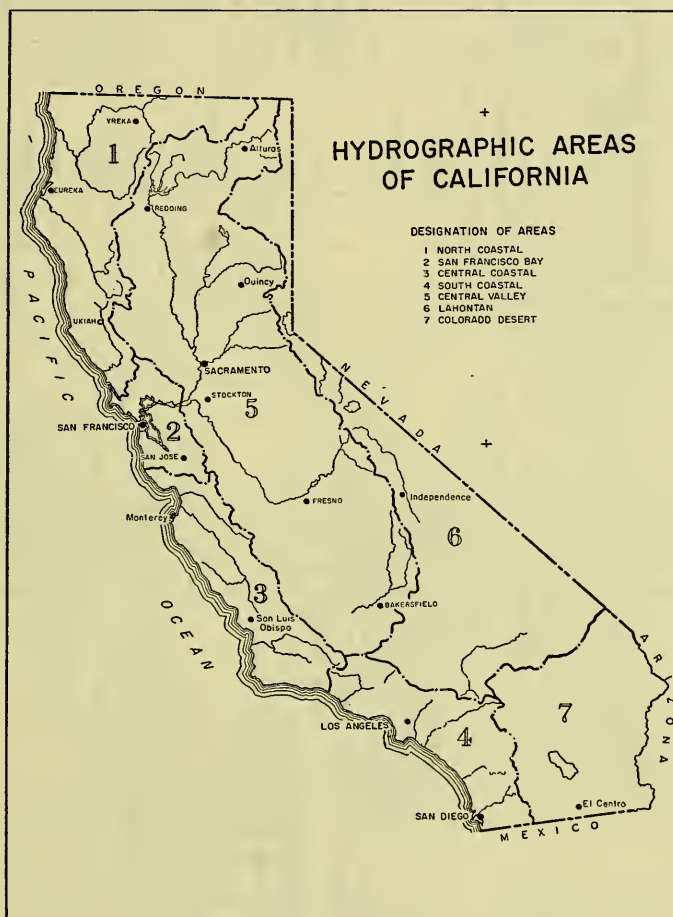 OREGON
YREKA
1
Alturas
EUREKA
REDDING
HYDROGRAPHIC AREAS
OF CALIFORNIA
DESIGNATION OF AREAS
1 NORTH COASTAL
2 SAN FRANCISCO BAY
3 CENTRAL COASTAL
4 SOUTH COASTAL
5 CENTRAL VALLEY
6 LAHONTAN
7 COLORADO DESERT
Quincy
PACIFIC
UKIAH
SACRAMENTO
NEVADA
STOCKTON
5
SAN FRANCISCO
2
SAN JOSE
Independence
FRESNO
Monterey
6
OCEAN
3
BAKERSFIELD
San Luis
Obispo
ARIZONA
LOS ANGELES
4
7
El Centro
SAN DIEGO
MEXICO